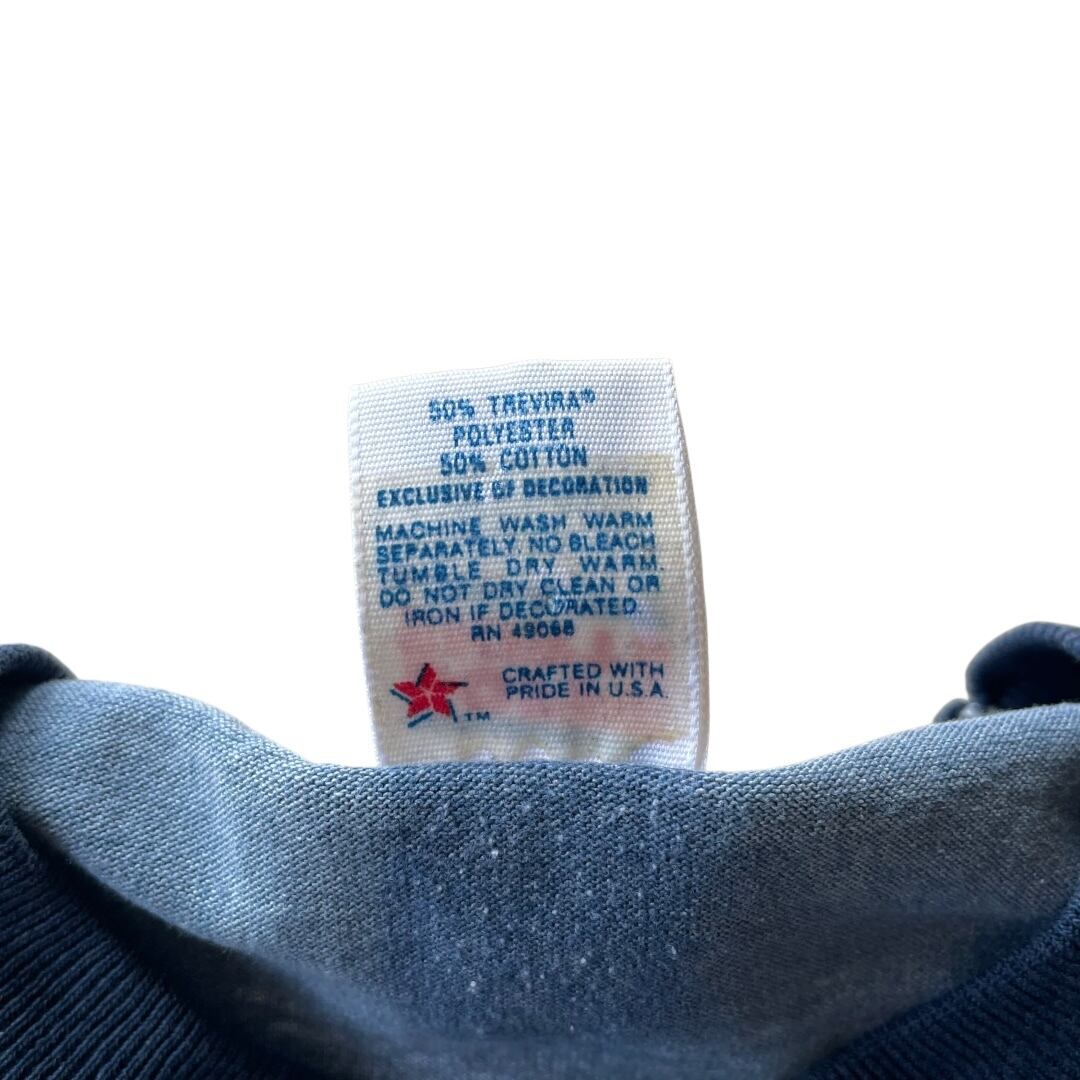 50% TREVIRA®
POLYESTER
50% COTTON
EXCLUSIVE OF DECORATION
MACHINE WASH WARM
SEPARATELY, NO BLEACH
TUMBLE DRY WARM.
DO NOT DRY CLEAN OR
IRON IF DECORATED.
RN 49068
CRAFTED WITH
PRIDE IN U.S.A.
TM